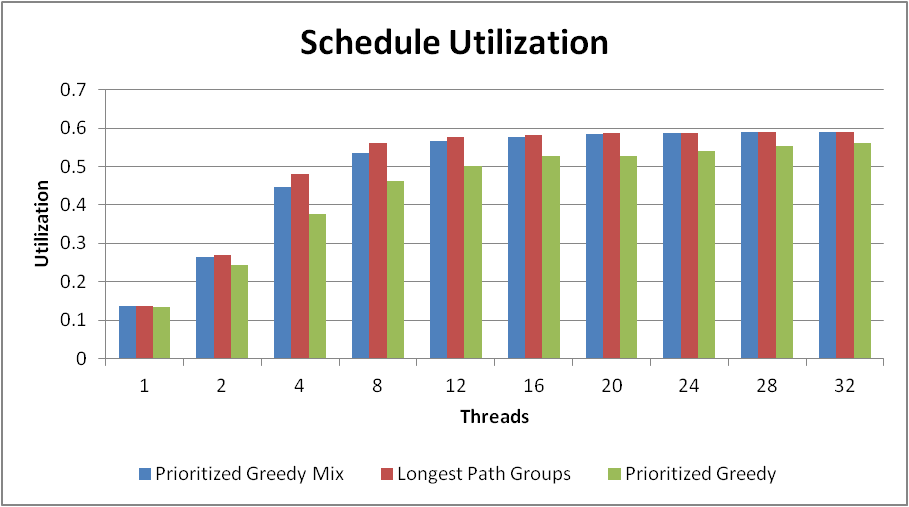 Schedule Utilization
0.7
0.6
0.5
0.4
0.3
0.2
0.1
0
Utilization
1 2 4 8 12 16 20 24 28 32
Threads
Prioritized Greedy Mix Longest Path Groups Prioritized Greedy